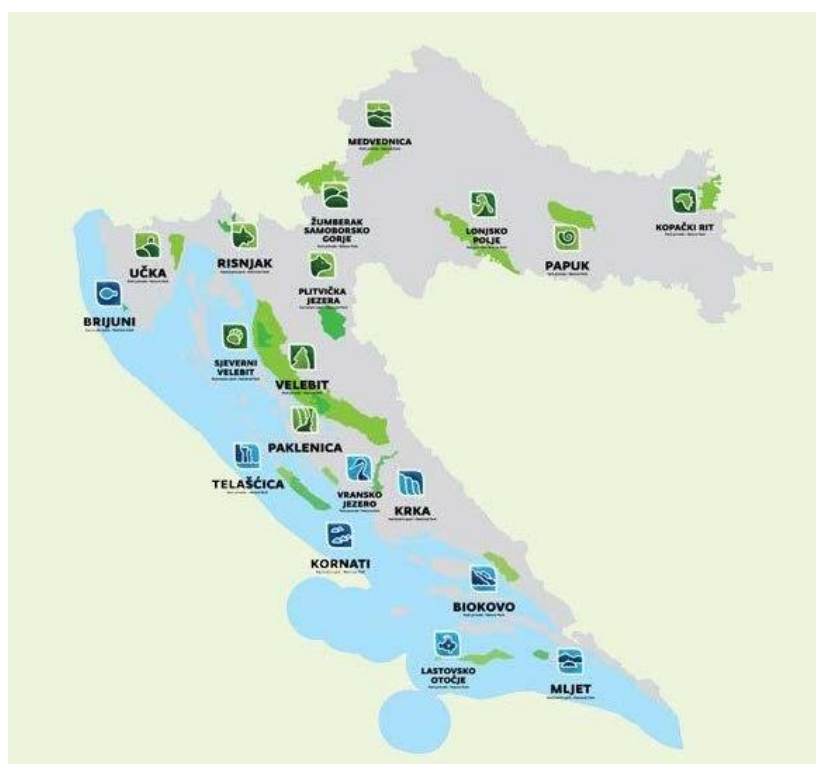 MEDVEDNICA
ŽUMBERAK
SAMOBORSKO
GORJE
LONJSKO
POLJE
PAPUK
KOPAČKI RIT
UČKA
RISNJAK
PLITVIČKA
JEZERA
BRIJUNI
SJEVERNI
VELEBIT
VELEBIT
PAKLENICA
TELAŠĆICA
VRANSKO
JEZERO
KRKA
KORNATI
BIOKOVO
LASTOVSKO
OTOČJE
MLJET